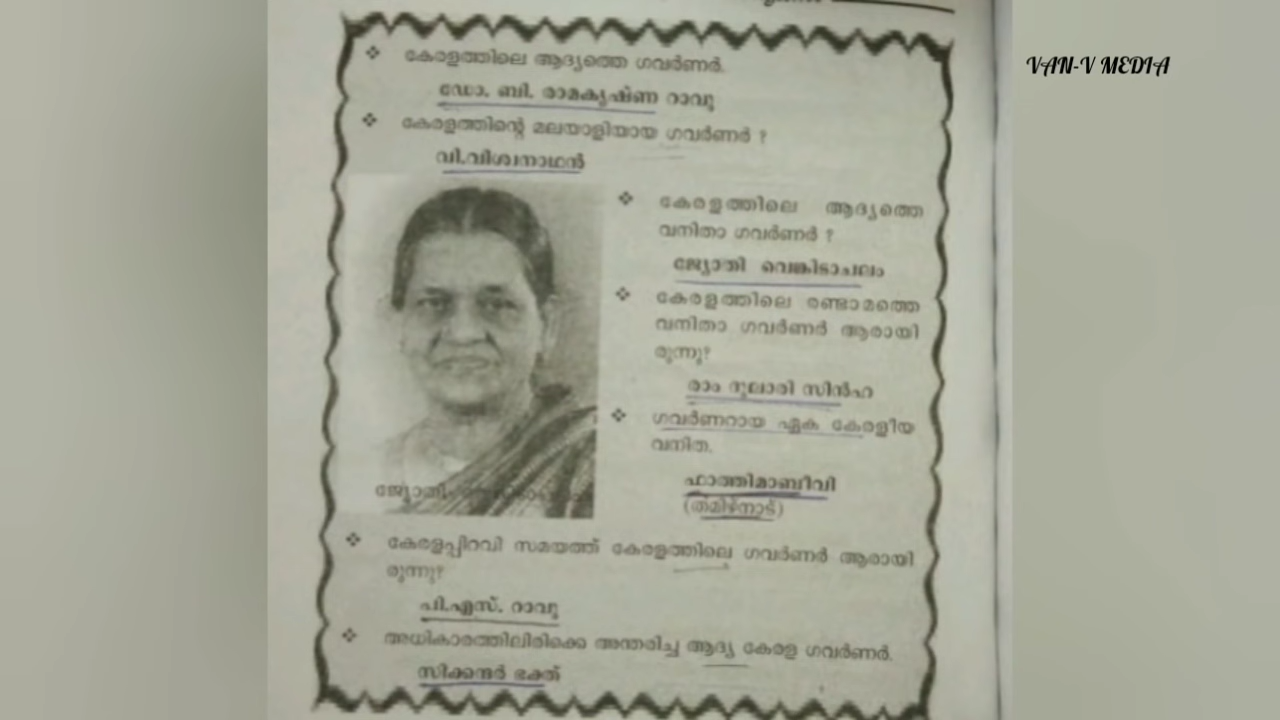 VAN-V MEDIA
കേരളത്തിലെ ആദ്യത്തെ ഗവർണർ.
ഡോ. ബി. രാമകൃഷ്ണ റാവു
കേരളത്തിന്റെ മലയാളിയായ ഗവർണർ ?
വി.വിശ്വനാഥൻ
കേരളത്തിലെ ആദ്യത്തെ
വനിതാ ഗവർണർ ?
ജ്യോതി വെങ്കിടാചലം
കേരളത്തിലെ രണ്ടാമത്തെ
വനിതാ ഗവർണർ ആരായി
രുന്നു?
രാം ദുലാരി സിൻഹ
ഗവർണറായ ഏക കേരളീയ
വനിത.
ഫാത്തിമാബീവി
(തമിഴ്നാട്)
ജ്യോതി
കേരളപ്പിറവി സമയത്ത് കേരളത്തിലെ ഗവർണർ ആരായി
രുന്നു?
പി.എസ്. റാവു
അധികാരത്തിലിരിക്കെ അന്തരിച്ച ആദ്യ കേരള ഗവർണർ.
സിക്കന്ദർ ഭക്ത്